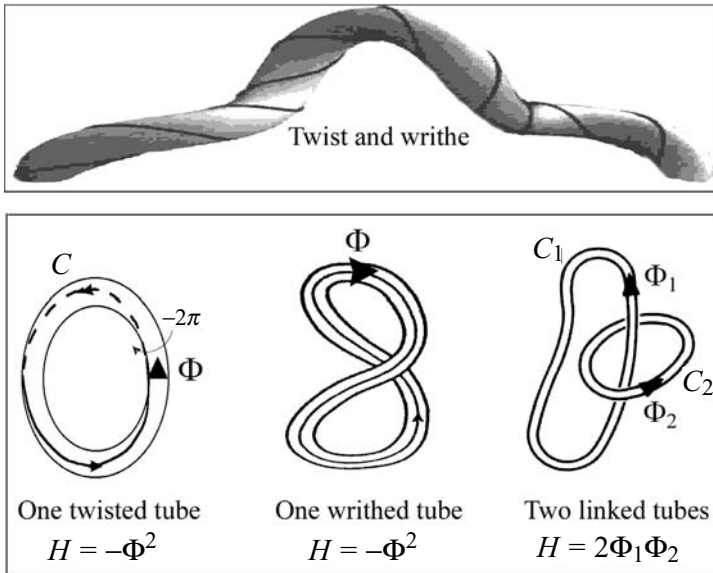 Twist and writhe
C
–2π
Φ
Φ
C₁
Φ₁
C₂
Φ₂
One twisted tube
H = –Φ²
One writhed tube
H = –Φ²
Two linked tubes
H = 2Φ₁Φ₂